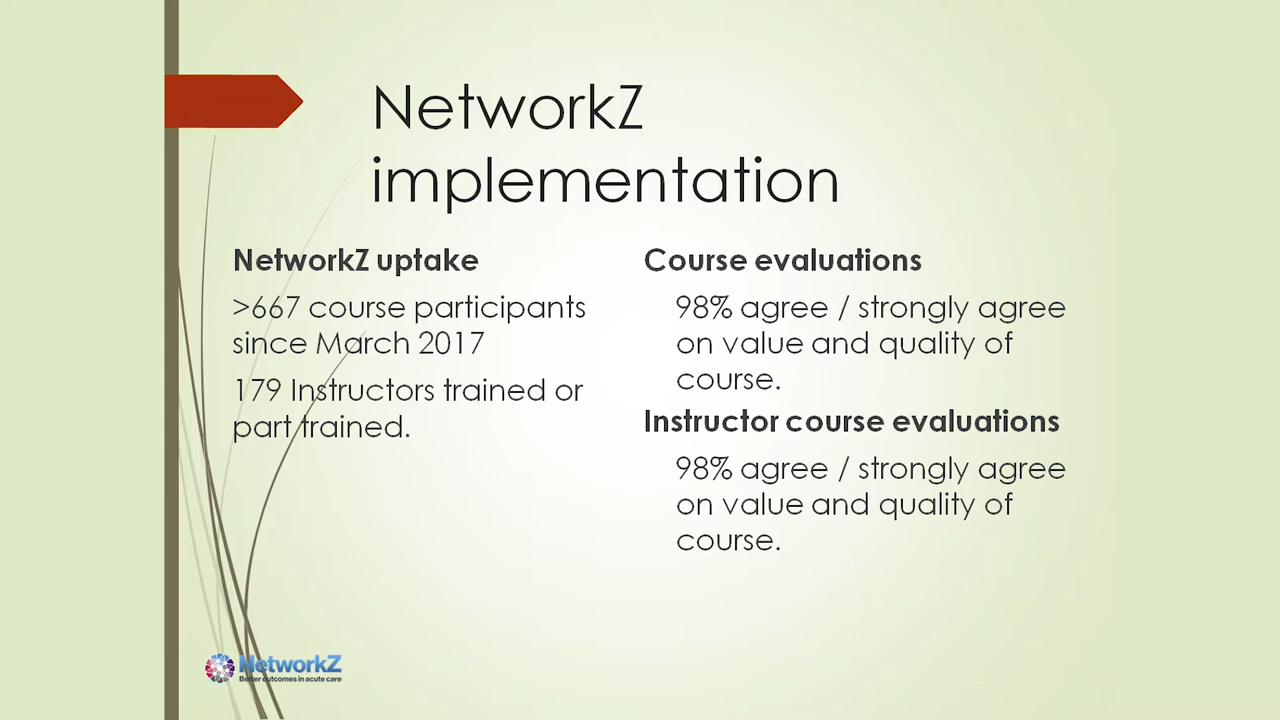 NetworkZ
implementation
NetworkZ uptake
>667 course participants
since March 2017
179 Instructors trained or
part trained.
Course evaluations
98% agree / strongly agree
on value and quality of
course.
Instructor course evaluations
98% agree / strongly agree
on value and quality of
course.
NetworkZ
Better outcomes in acute care